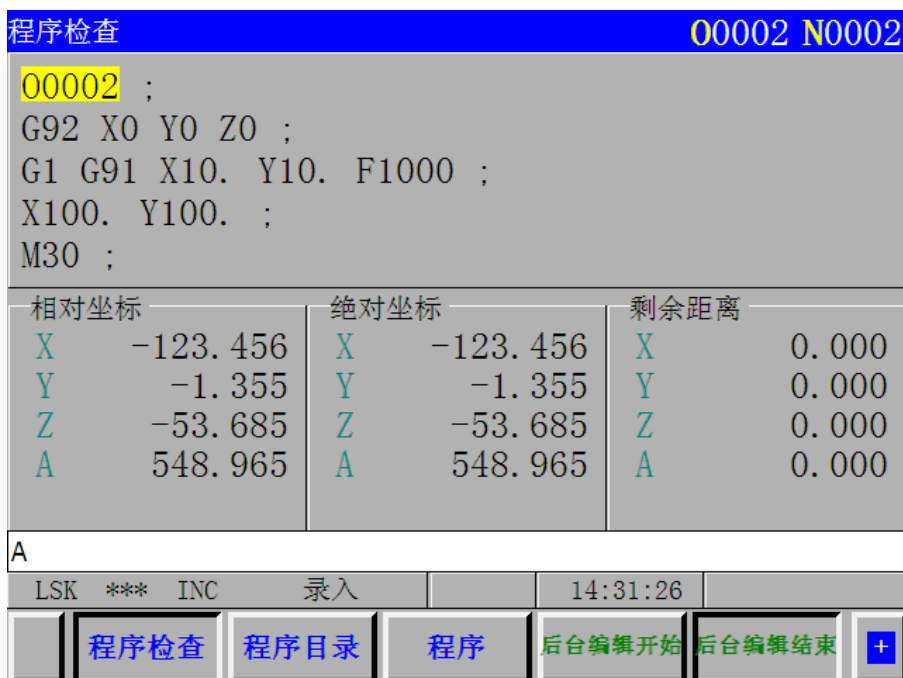 程序检查 O0002 N0002
O0002 ;
G92 X0 Y0 Z0 ;
G1 G91 X10. Y10. F1000 ;
X100. Y100. ;
M30 ;
相对坐标 绝对坐标 剩余距离
X -123.456 X -123.456 X 0.000
Y -1.355 Y -1.355 Y 0.000
Z -53.685 Z -53.685 Z 0.000
A 548.965 A 548.965 A 0.000
A
LSK *** INC 录入 14:31:26
程序检查 程序目录 程序 后台编辑开始 后台编辑结束 +